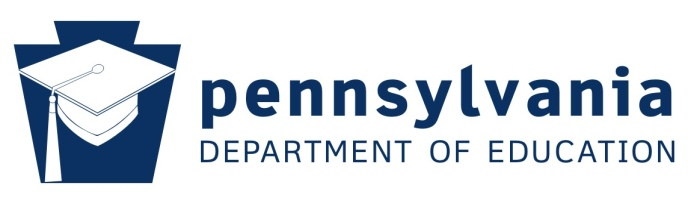 pennsylvania
DEPARTMENT OF EDUCATION